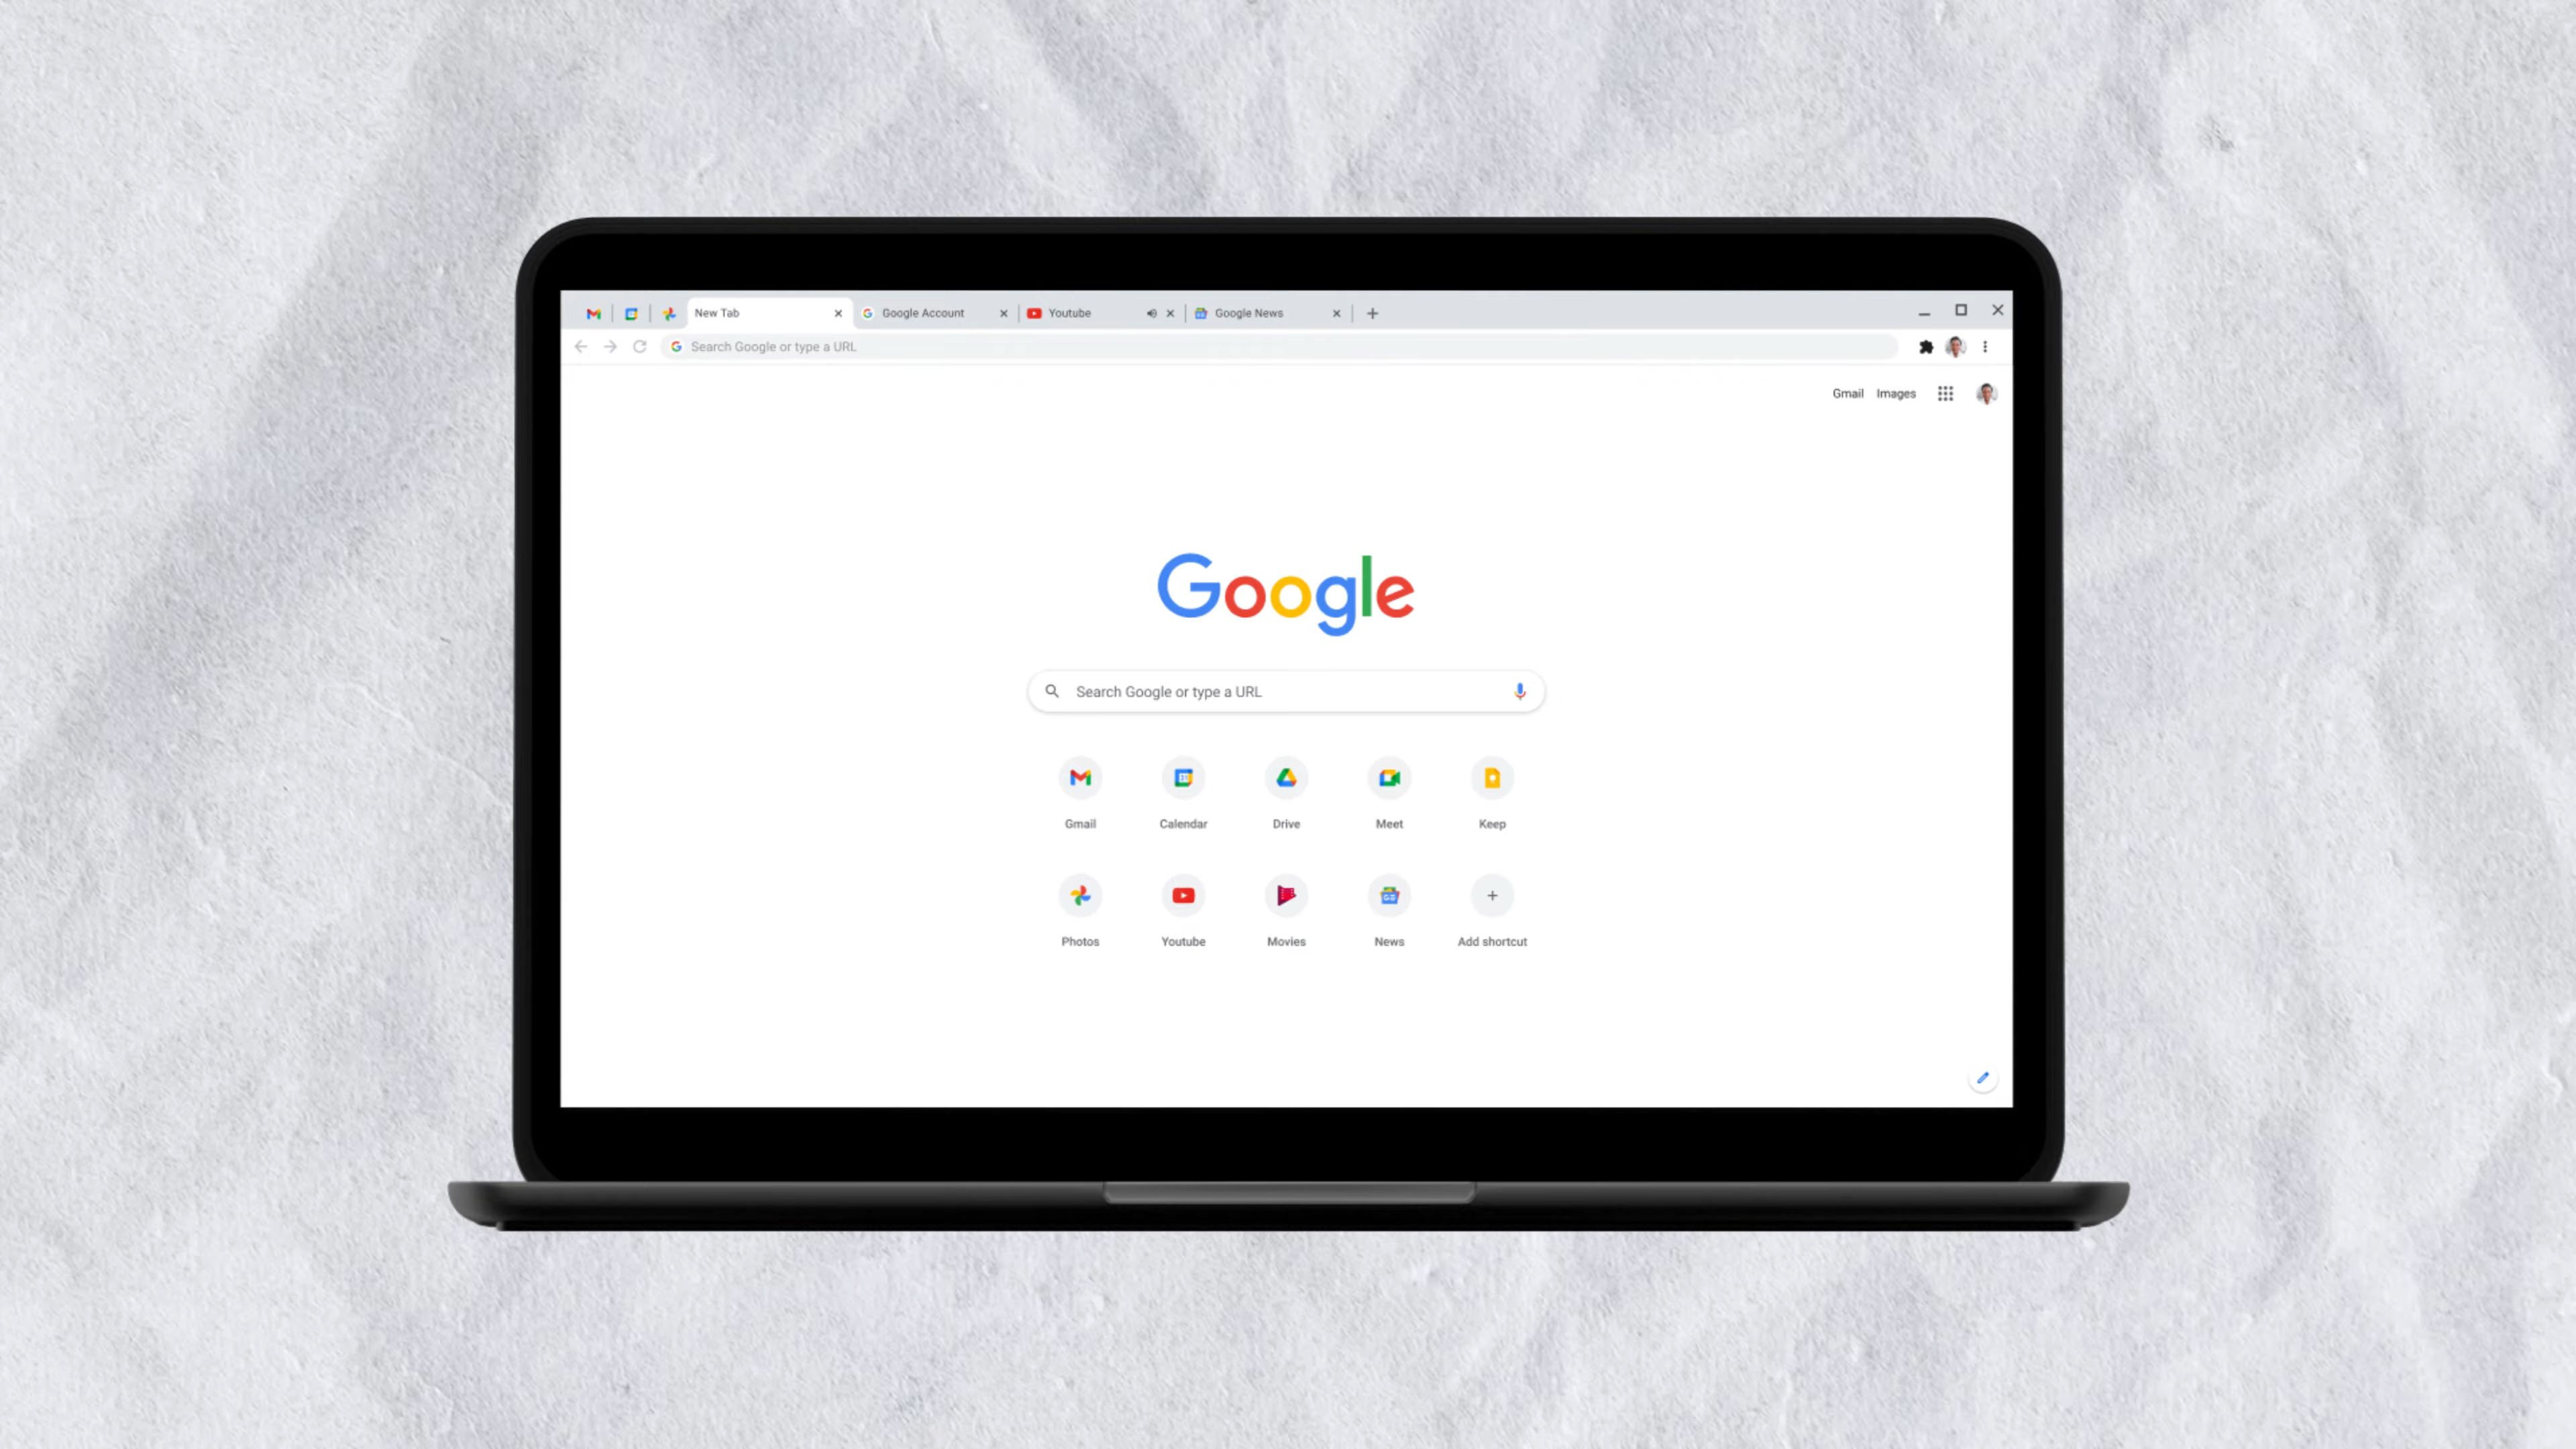 New Tab Google Account Youtube Google News
Search Google or type a URL
Gmail Images
Google
Search Google or type a URL
Gmail Calendar Drive Meet Keep
Photos Youtube Movies News Add shortcut